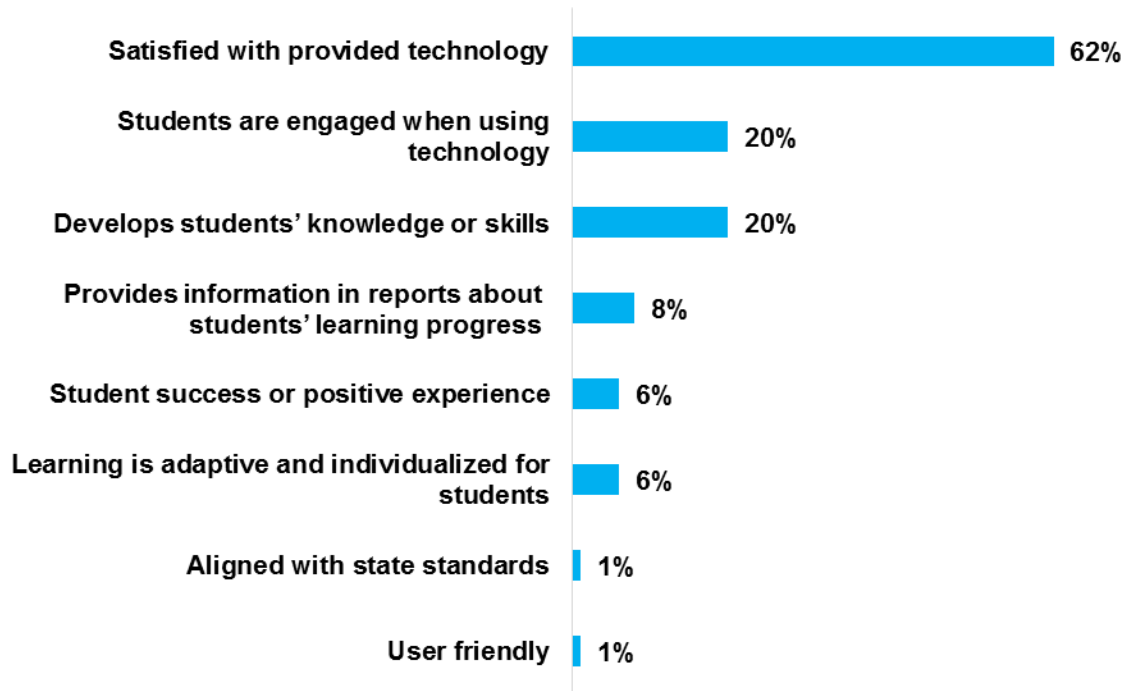 Satisfied with provided technology 62%
Students are engaged when using
technology 20%
Develops students’ knowledge or skills 20%
Provides information in reports about
students’ learning progress 8%
Student success or positive experience 6%
Learning is adaptive and individualized for
students 6%
Aligned with state standards 1%
User friendly 1%